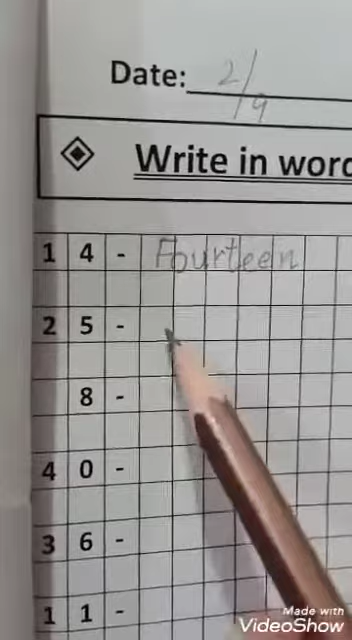 Date: 2/9
Write in word
1 4 - Fourteen
2 5 -
8 -
4 0 -
3 6 -
1 1 -
Made with
VideoShow